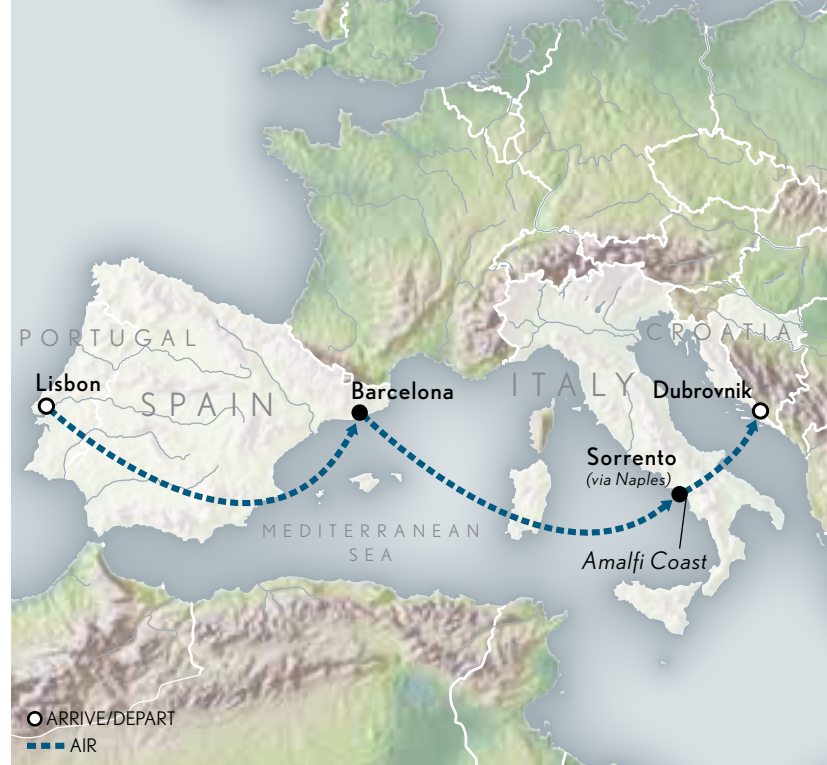 PORTUGAL
CROATIA
Lisbon
SPAIN
Barcelona
ITALY
Dubrovnik
Sorrento
(via Naples)
MEDITERRANEAN
SEA
Amalfi Coast
ARRIVE/DEPART
AIR